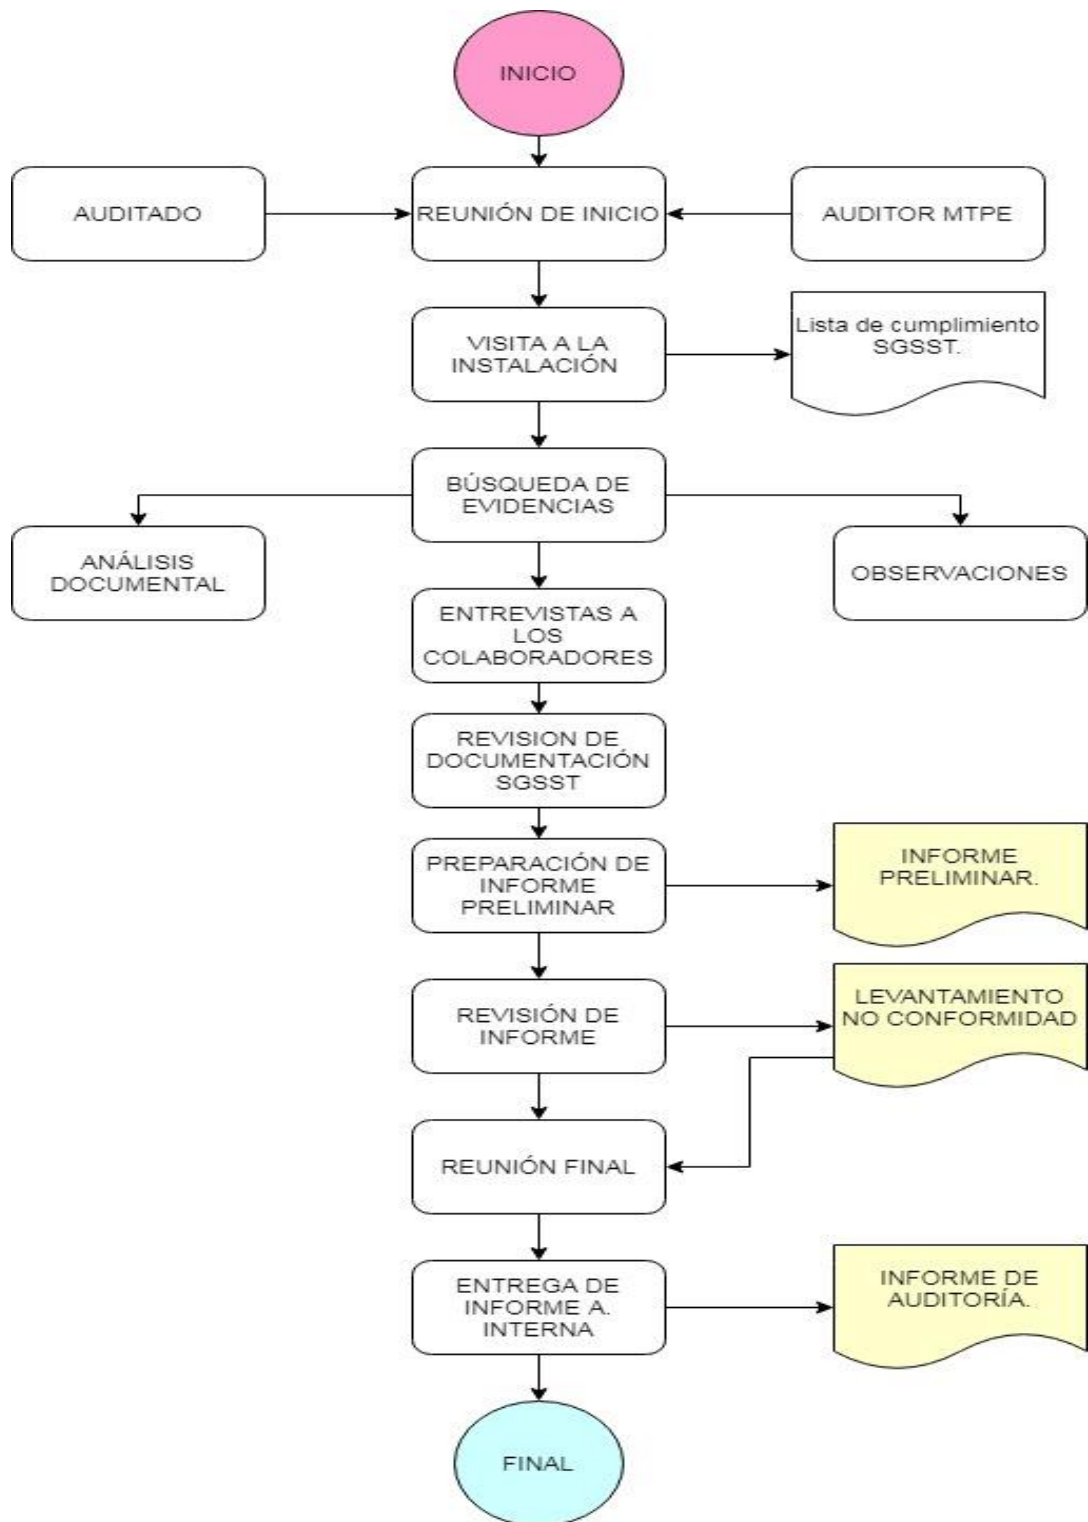 INICIO
AUDITADO
REUNIÓN DE INICIO
AUDITOR MTPE
VISITA A LA
INSTALACIÓN
Lista de cumplimiento
SGSST.
BÚSQUEDA DE
EVIDENCIAS
ANÁLISIS
DOCUMENTAL
OBSERVACIONES
ENTREVISTAS A
LOS
COLABORADORES
REVISION DE
DOCUMENTACIÓN
SGSST
PREPARACIÓN DE
INFORME
PRELIMINAR
INFORME
PRELIMINAR.
REVISIÓN DE
INFORME
LEVANTAMIENTO
NO CONFORMIDAD
REUNIÓN FINAL
ENTREGA DE
INFORME A.
INTERNA
INFORME DE
AUDITORÍA.
FINAL